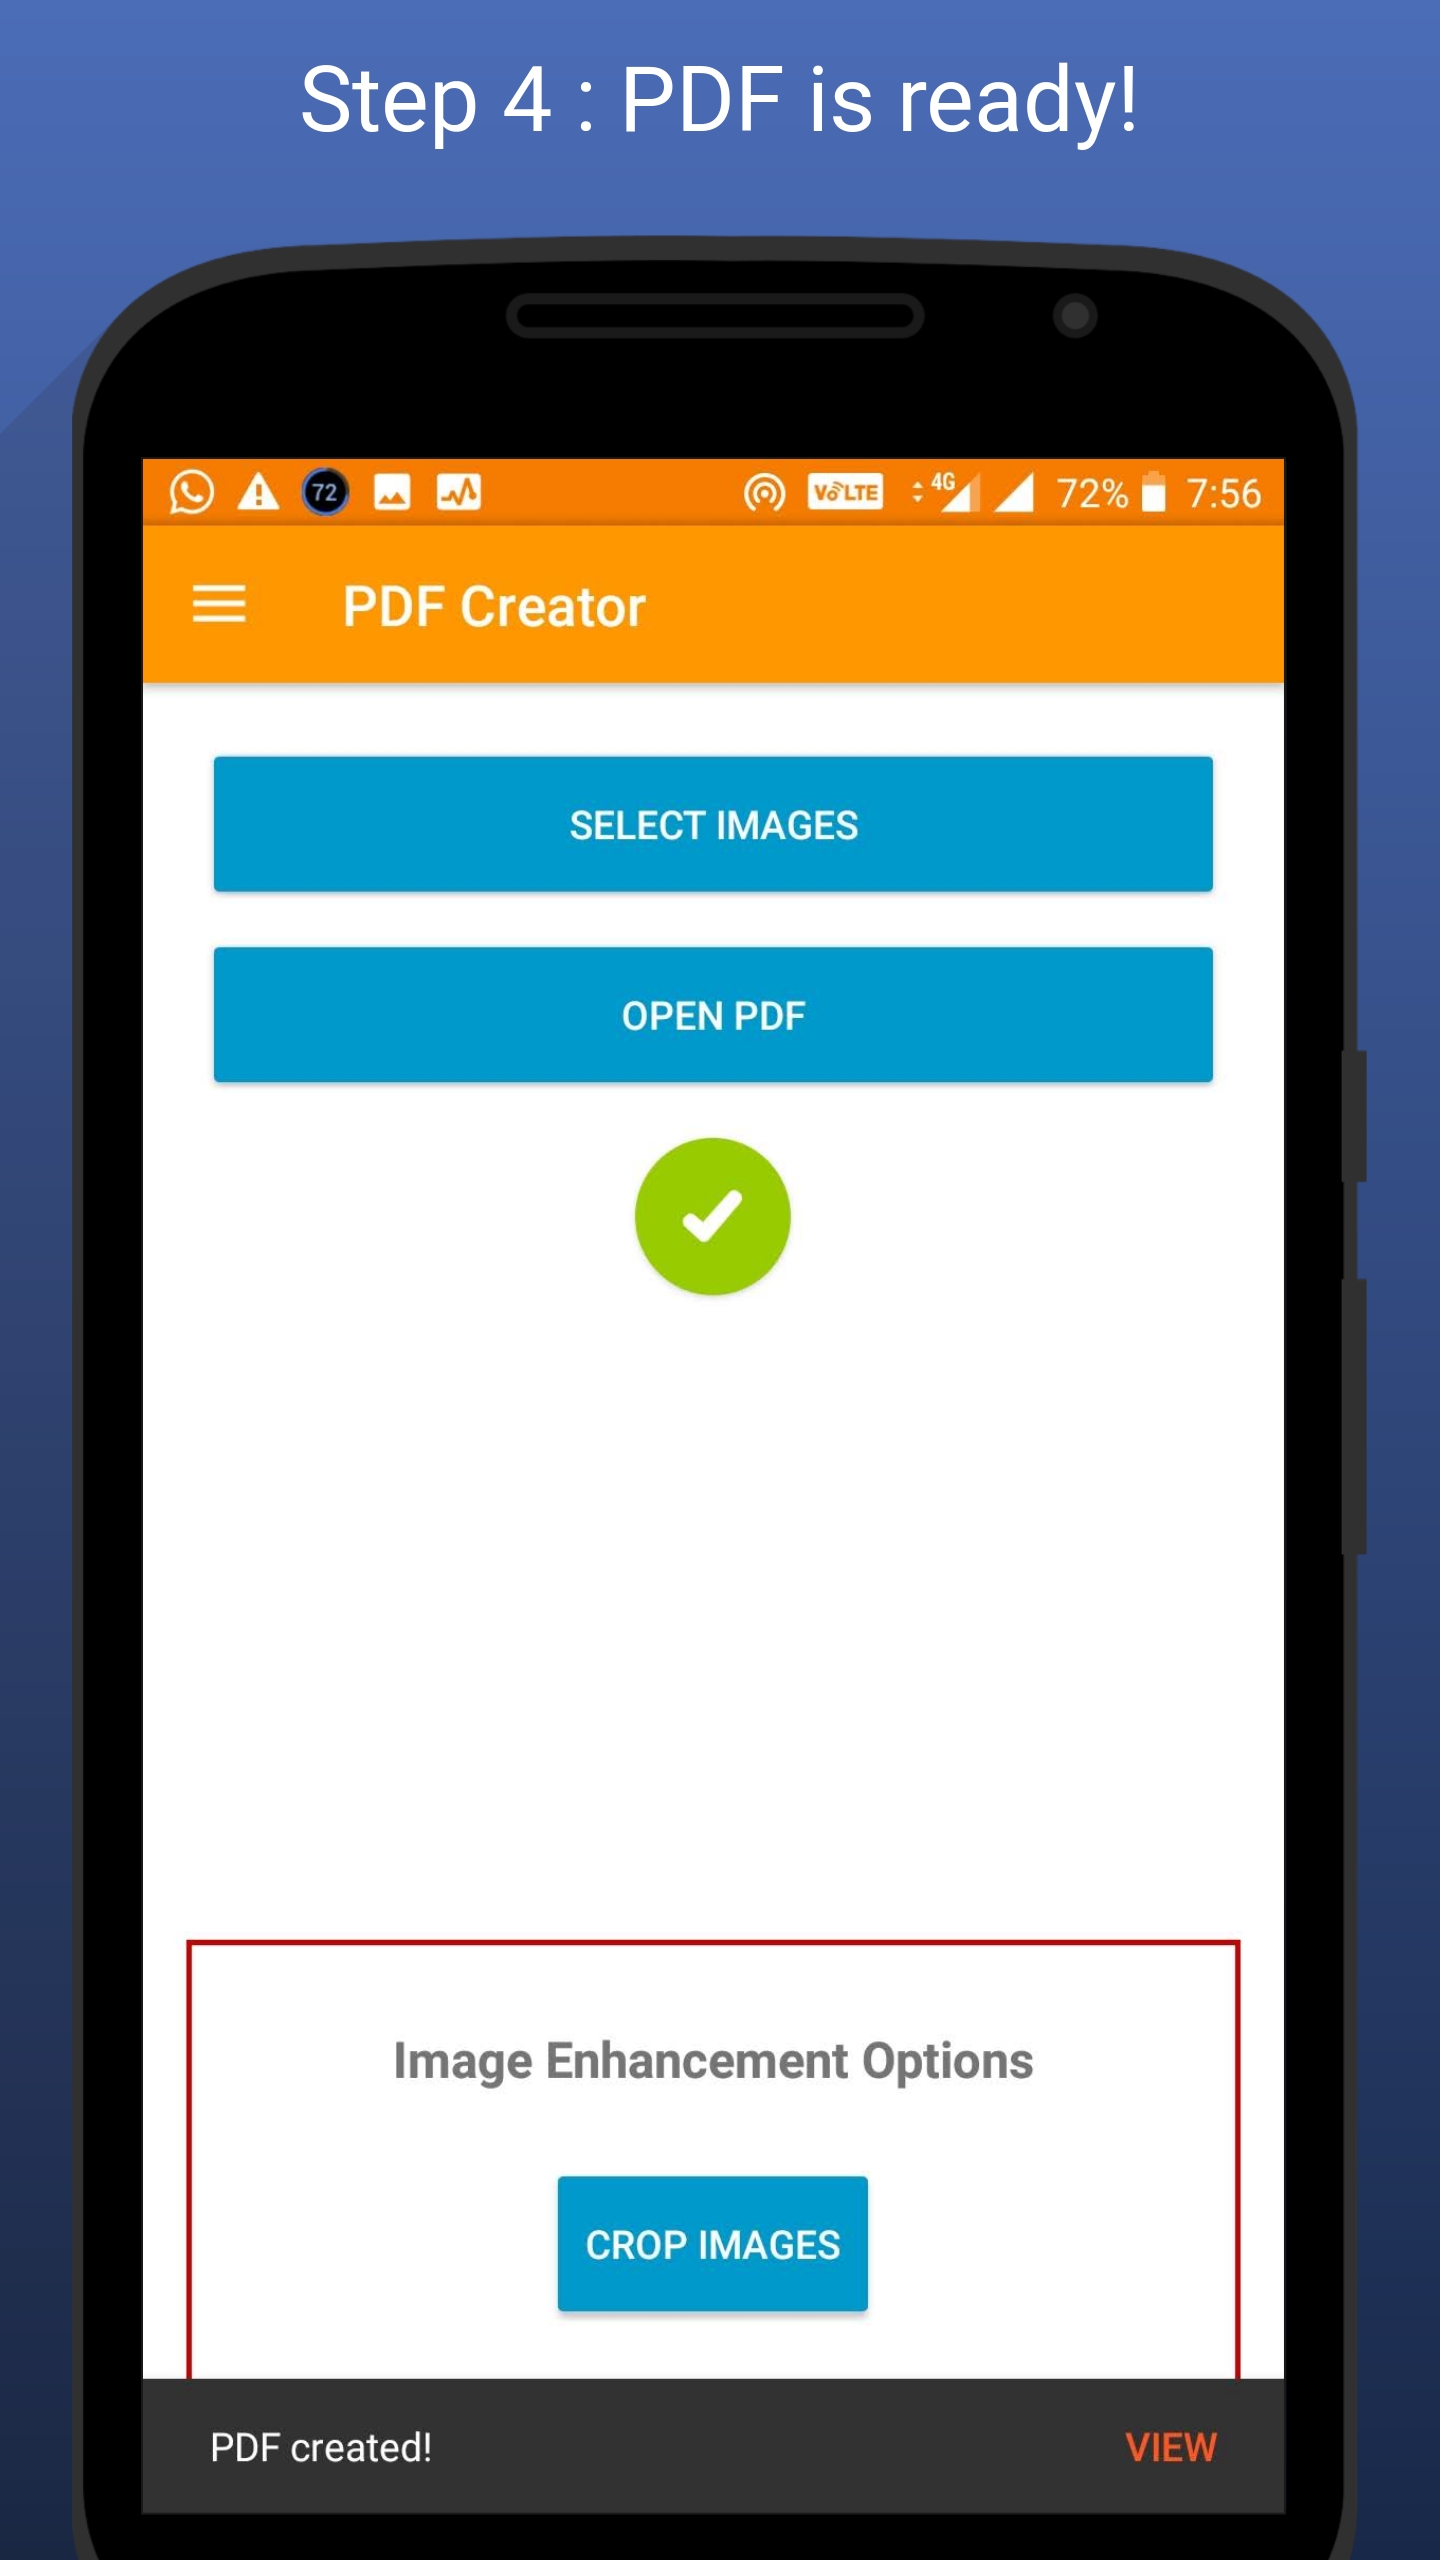 Step 4 : PDF is ready!
72 VoLTE 4G 72% 7:56
PDF Creator
SELECT IMAGES
OPEN PDF
Image Enhancement Options
CROP IMAGES
PDF created! VIEW